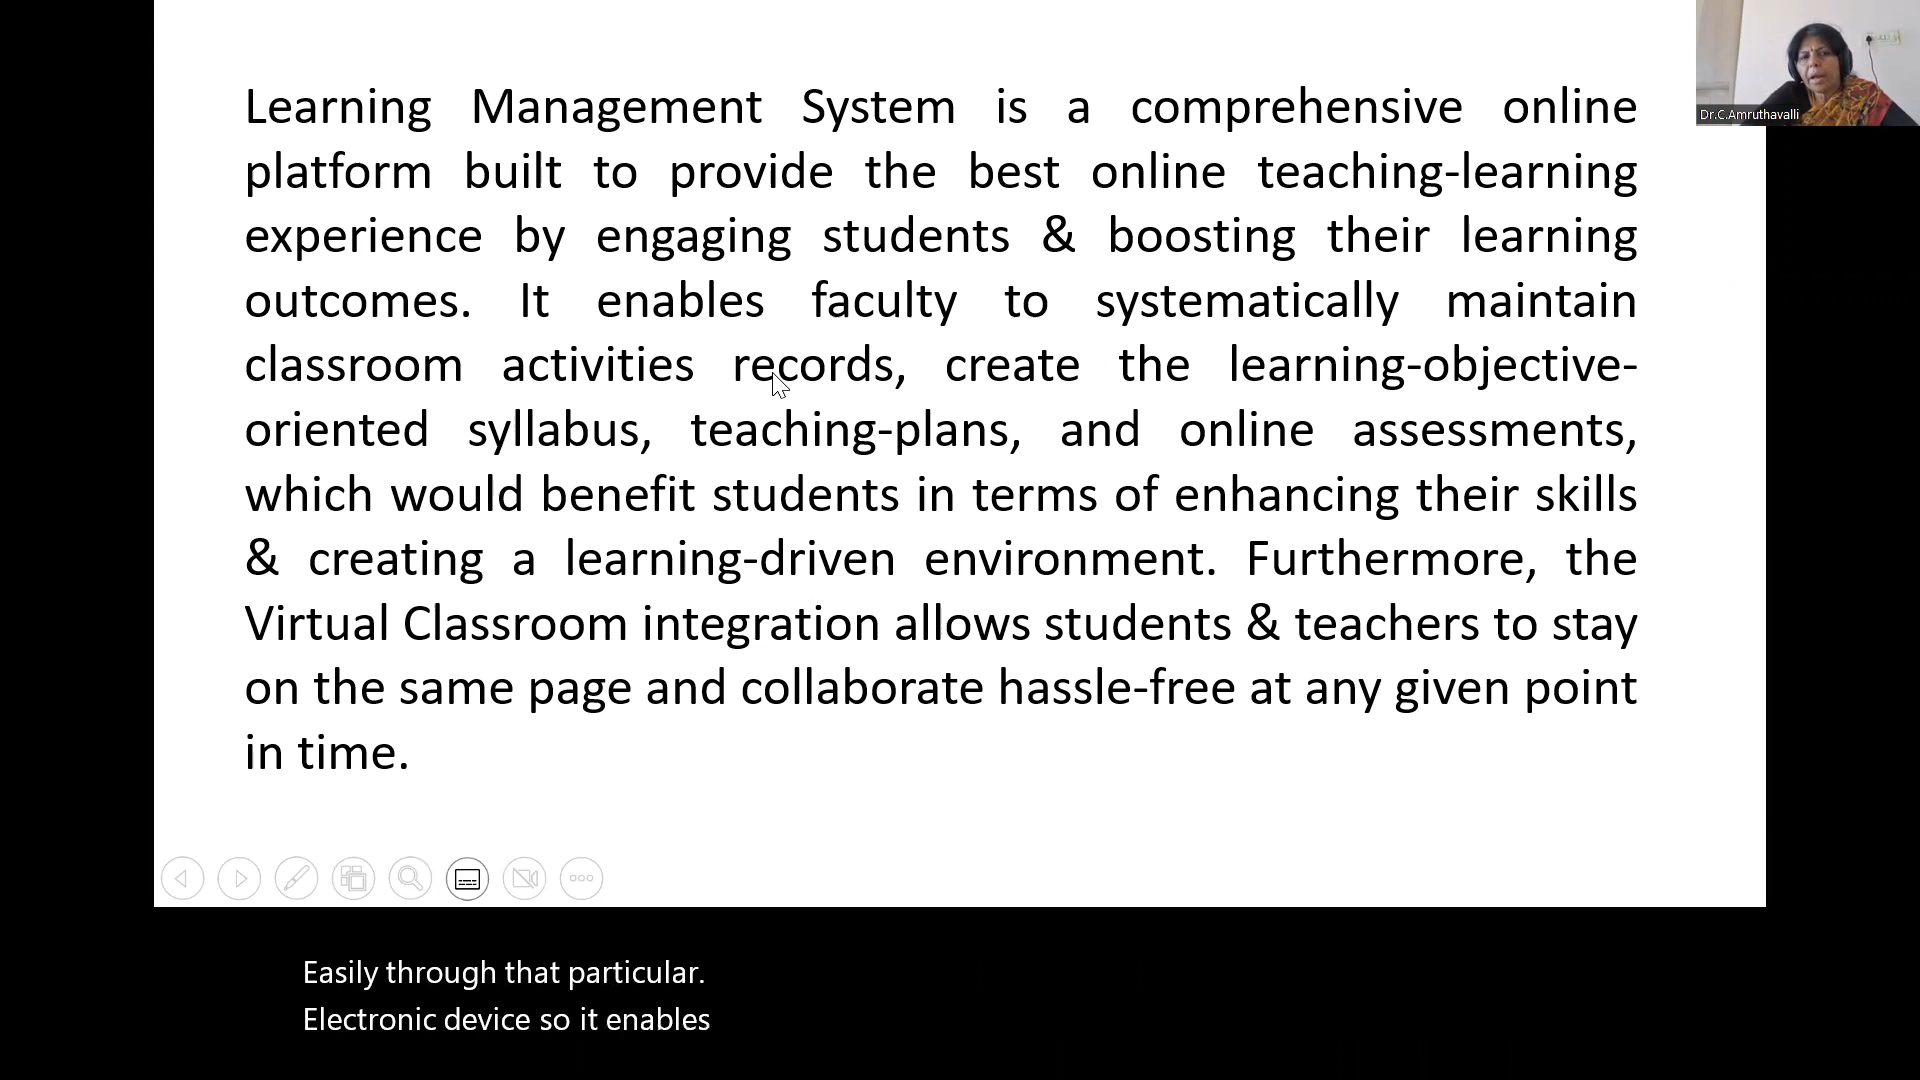 Learning Management System is a comprehensive online
platform built to provide the best online teaching-learning
experience by engaging students & boosting their learning
outcomes. It enables faculty to systematically maintain
classroom activities records, create the learning-objective-
oriented syllabus, teaching-plans, and online assessments,
which would benefit students in terms of enhancing their skills
& creating a learning-driven environment. Furthermore, the
Virtual Classroom integration allows students & teachers to stay
on the same page and collaborate hassle-free at any given point
in time.
Dr.C.Amruthavalli
Easily through that particular.
Electronic device so it enables